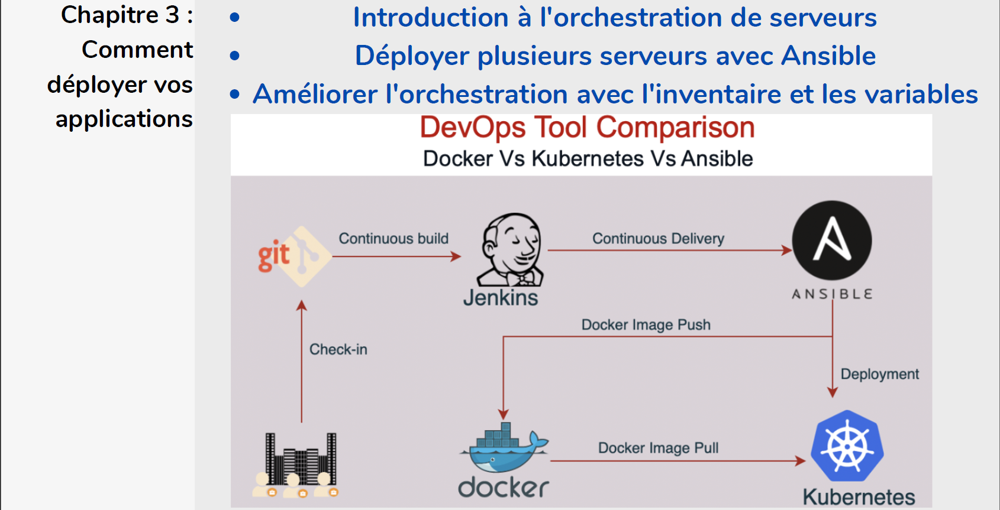 Chapitre 3 :
Comment
déployer vos
applications
• Introduction à l'orchestration de serveurs
• Déployer plusieurs serveurs avec Ansible
• Améliorer l'orchestration avec l'inventaire et les variables
DevOps Tool Comparison
Docker Vs Kubernetes Vs Ansible
git
Continuous build
Jenkins
Continuous Delivery
ANSIBLE
Docker Image Push
Check-in
Deployment
docker
Docker Image Pull
Kubernetes